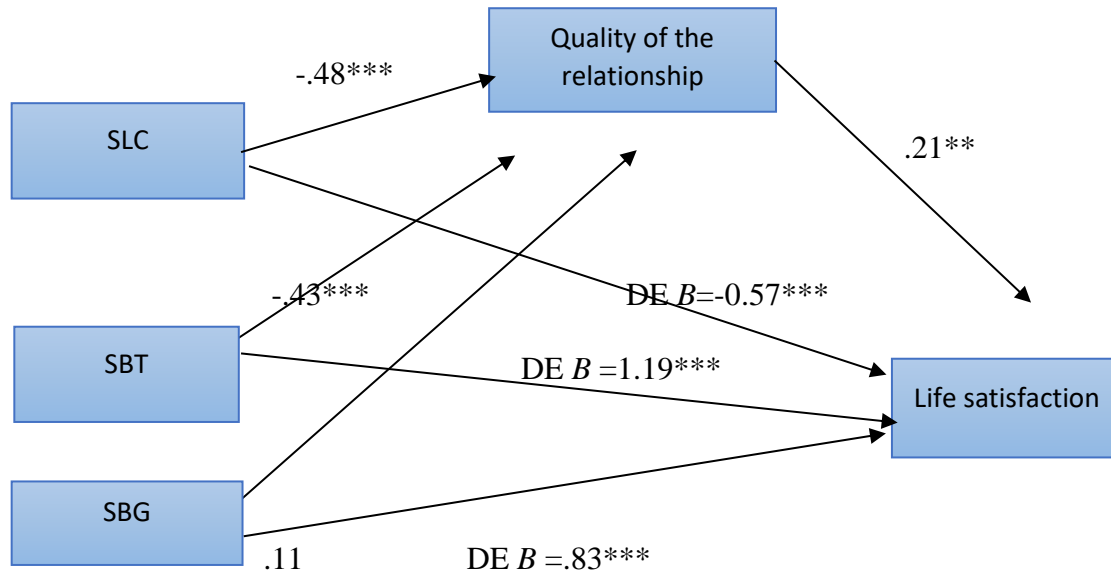 Quality of the
relationship
-.48***
SLC
.21**
-.43***
DE B=-0.57***
SBT
DE B =1.19***
Life satisfaction
SBG
.11
DE B =.83***